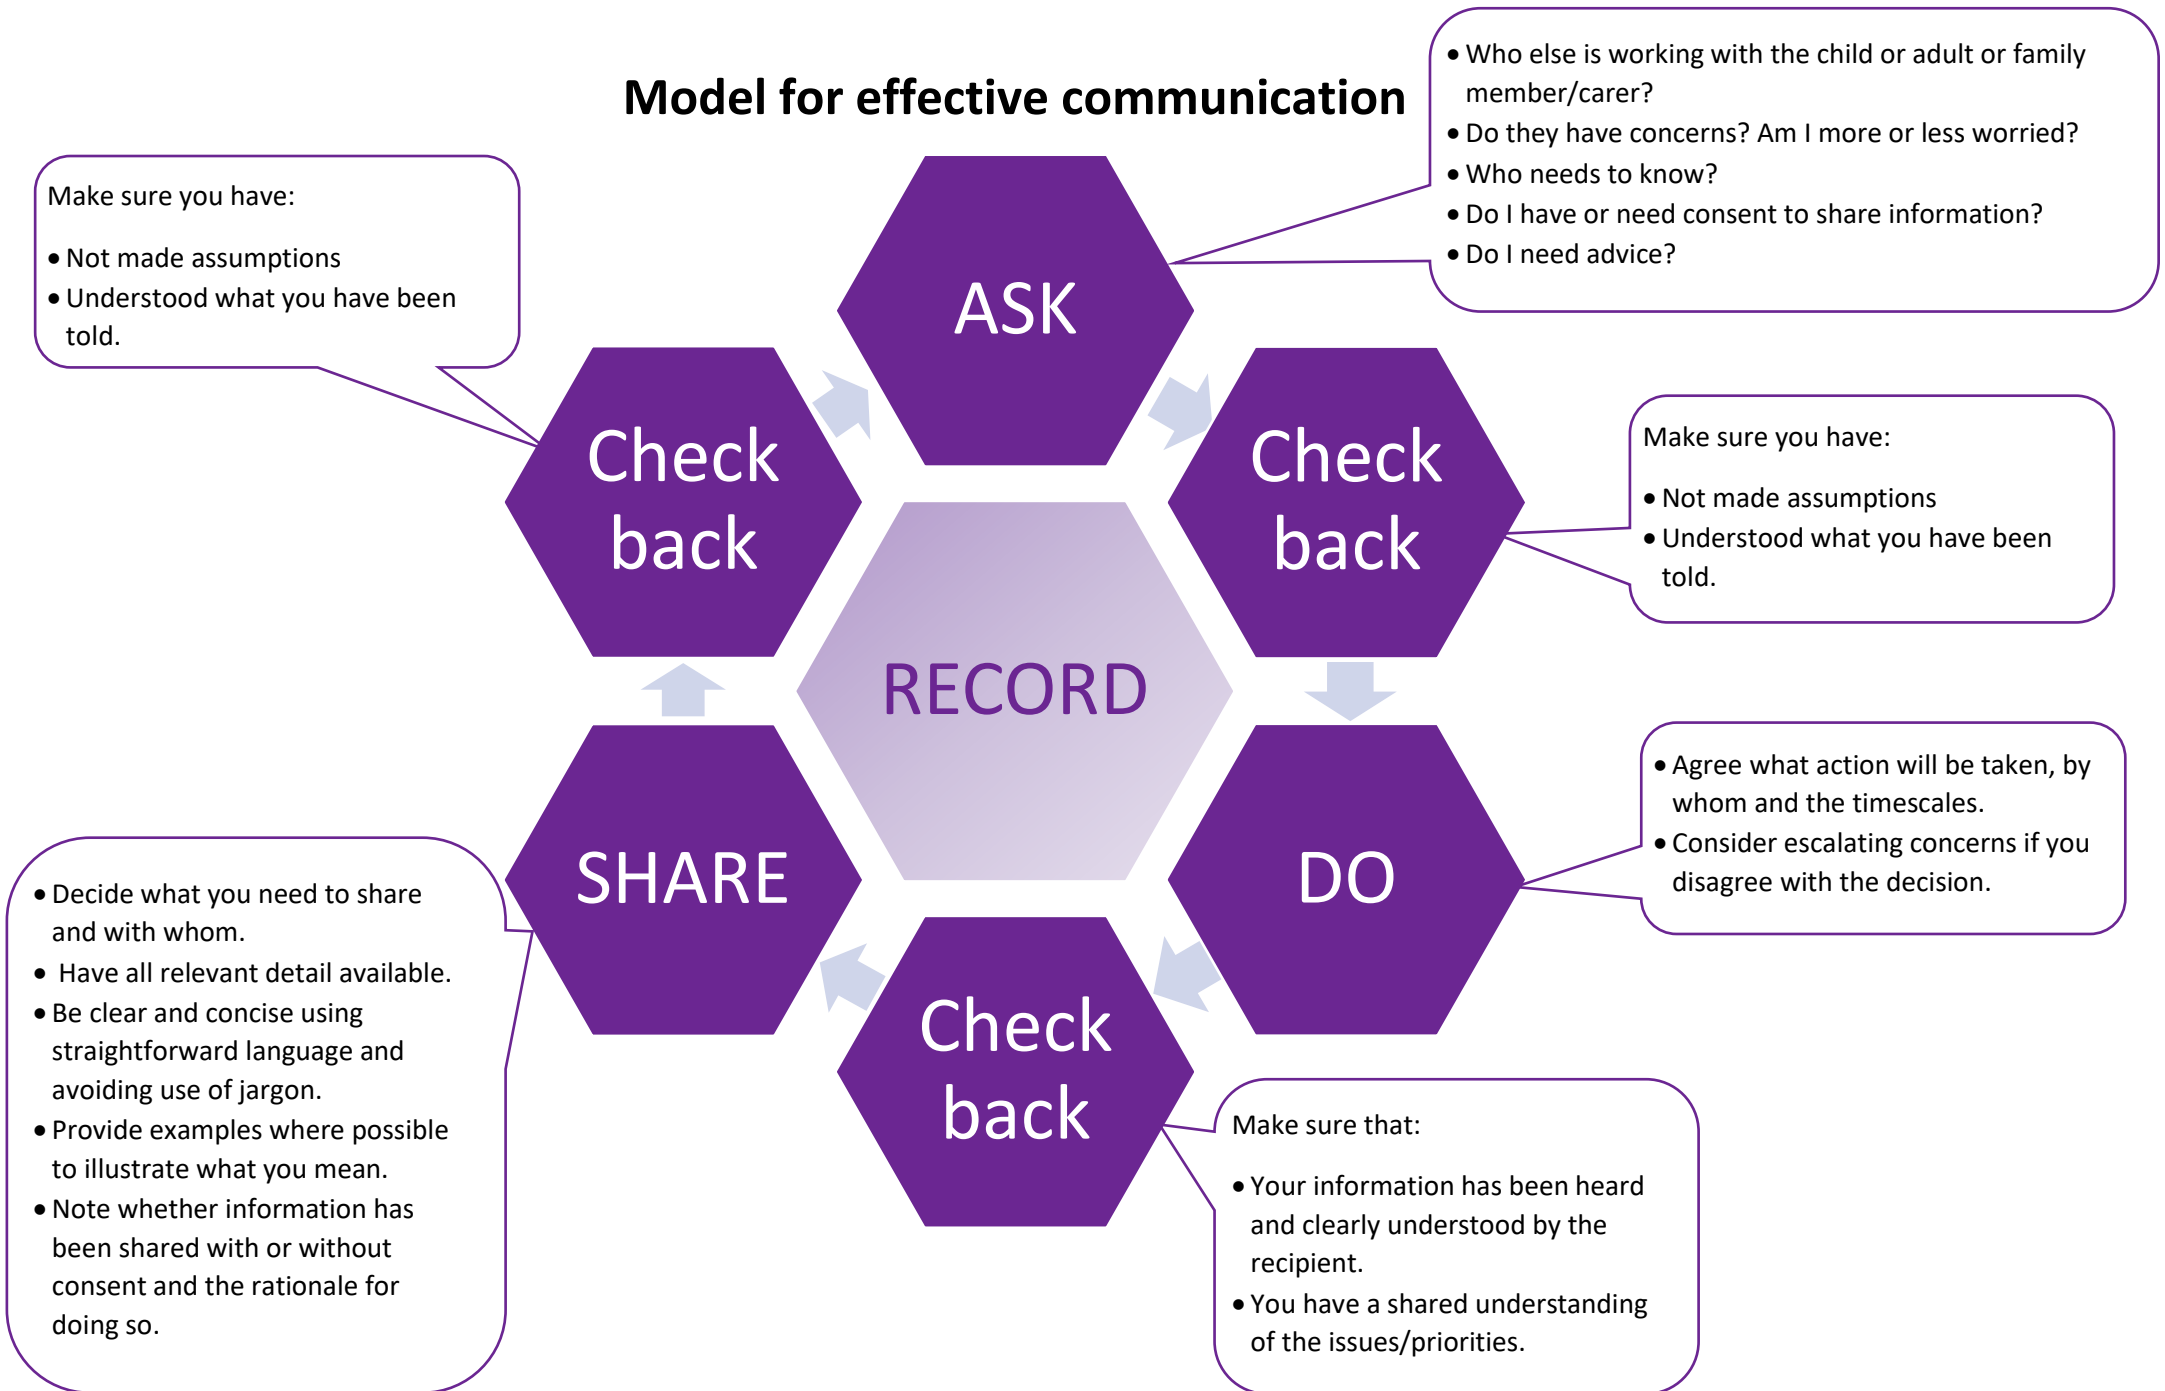 Model for effective communication
• Who else is working with the child or adult or family
member/carer?
• Do they have concerns? Am I more or less worried?
• Who needs to know?
• Do I have or need consent to share information?
• Do I need advice?
ASK
Make sure you have:
• Not made assumptions
• Understood what you have been
told.
Check
back
Make sure you have:
• Not made assumptions
• Understood what you have been
told.
Check
back
RECORD
DO
• Agree what action will be taken, by
whom and the timescales.
• Consider escalating concerns if you
disagree with the decision.
Check
back
Make sure that:
• Your information has been heard
and clearly understood by the
recipient.
• You have a shared understanding
of the issues/priorities.
SHARE
• Decide what you need to share
and with whom.
• Have all relevant detail available.
• Be clear and concise using
straightforward language and
avoiding use of jargon.
• Provide examples where possible
to illustrate what you mean.
• Note whether information has
been shared with or without
consent and the rationale for
doing so.